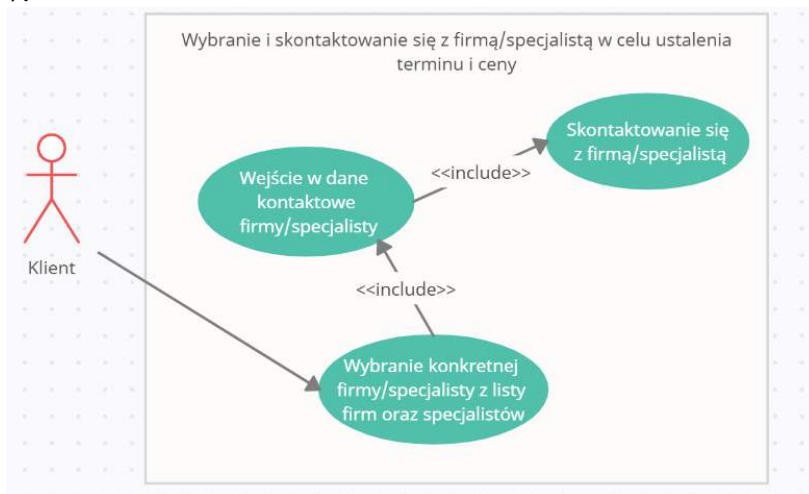 Wybranie i skontaktowanie się z firmą/specjalistą w celu ustalenia
terminu i ceny
Skontaktowanie się
z firmą/specjalistą
<<include>>
Wejście w dane
kontaktowe
firmy/specjalisty
Klient
<<include>>
Wybranie konkretnej
firmy/specjalisty z listy
firm oraz specjalistów